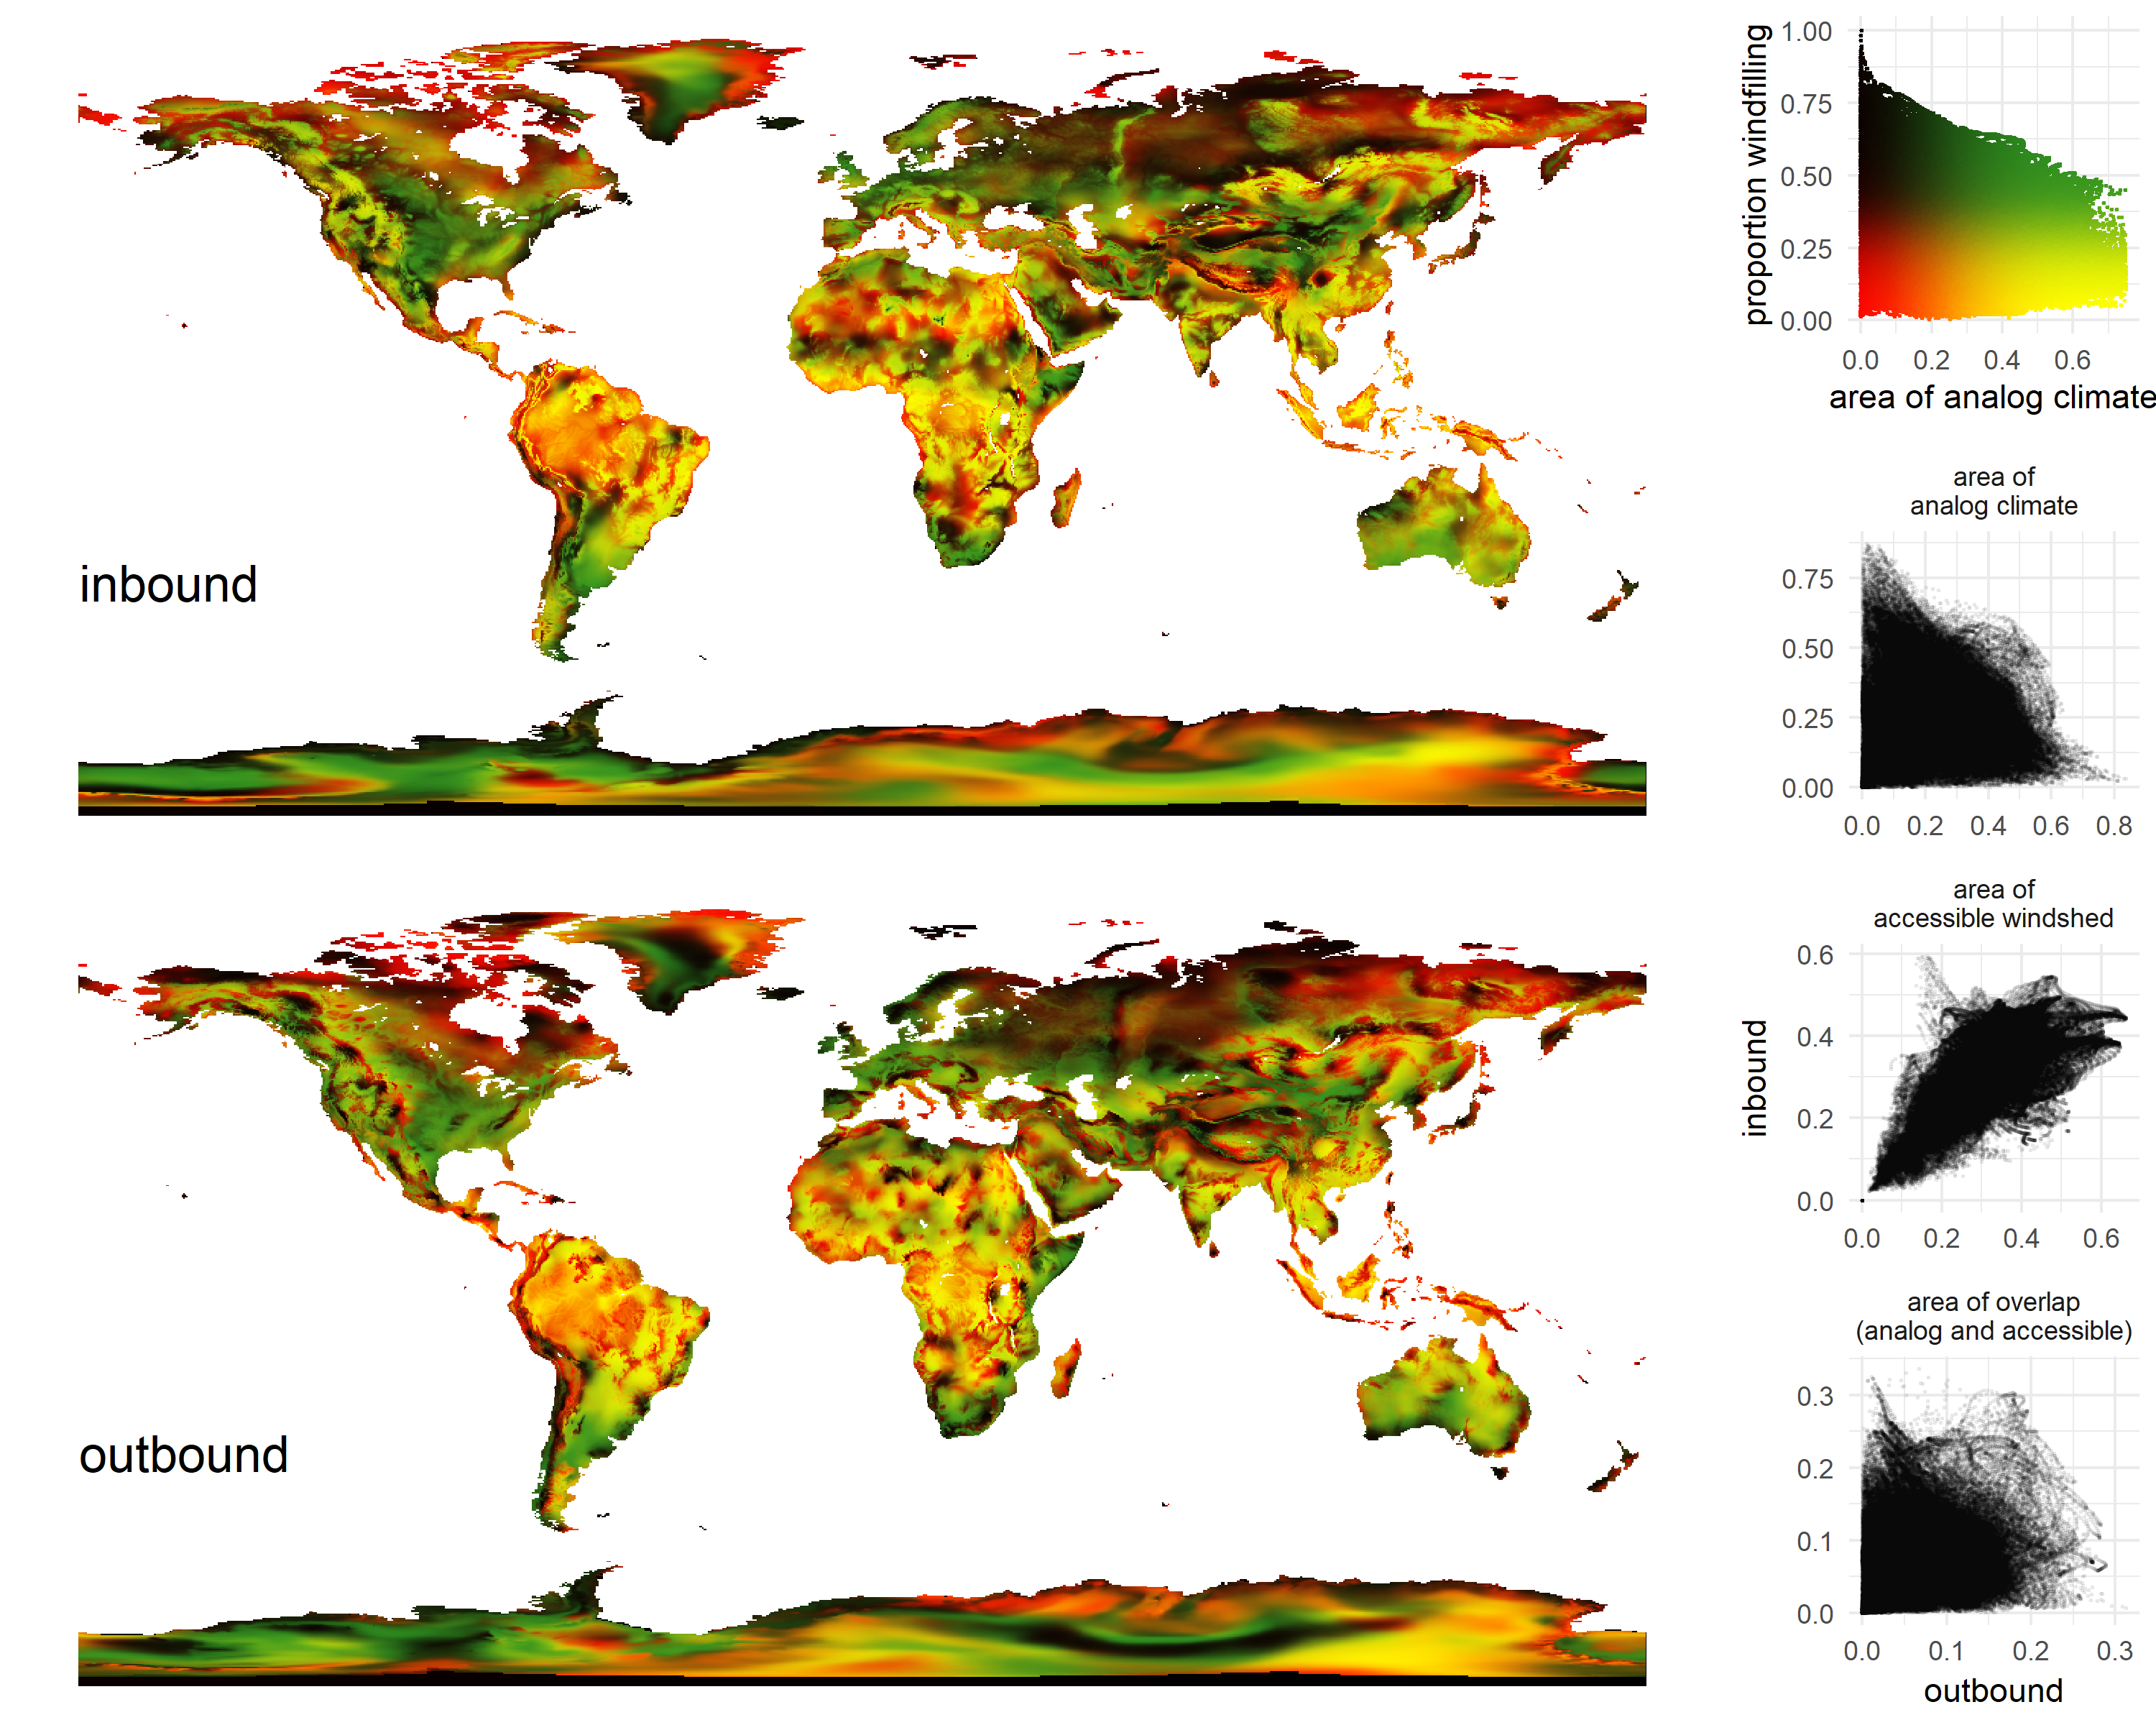 inbound
outbound
proportion windfilling
1.00
0.75
0.50
0.25
0.00
0.0 0.2 0.4 0.6
area of analog climate
area of
analog climate
0.75
0.50
0.25
0.00
0.0 0.2 0.4 0.6 0.8
area of
accessible windshed
inbound
0.6
0.4
0.2
0.0
0.0 0.2 0.4 0.6
area of overlap
(analog and accessible)
0.3
0.2
0.1
0.0
0.0 0.1 0.2 0.3
outbound